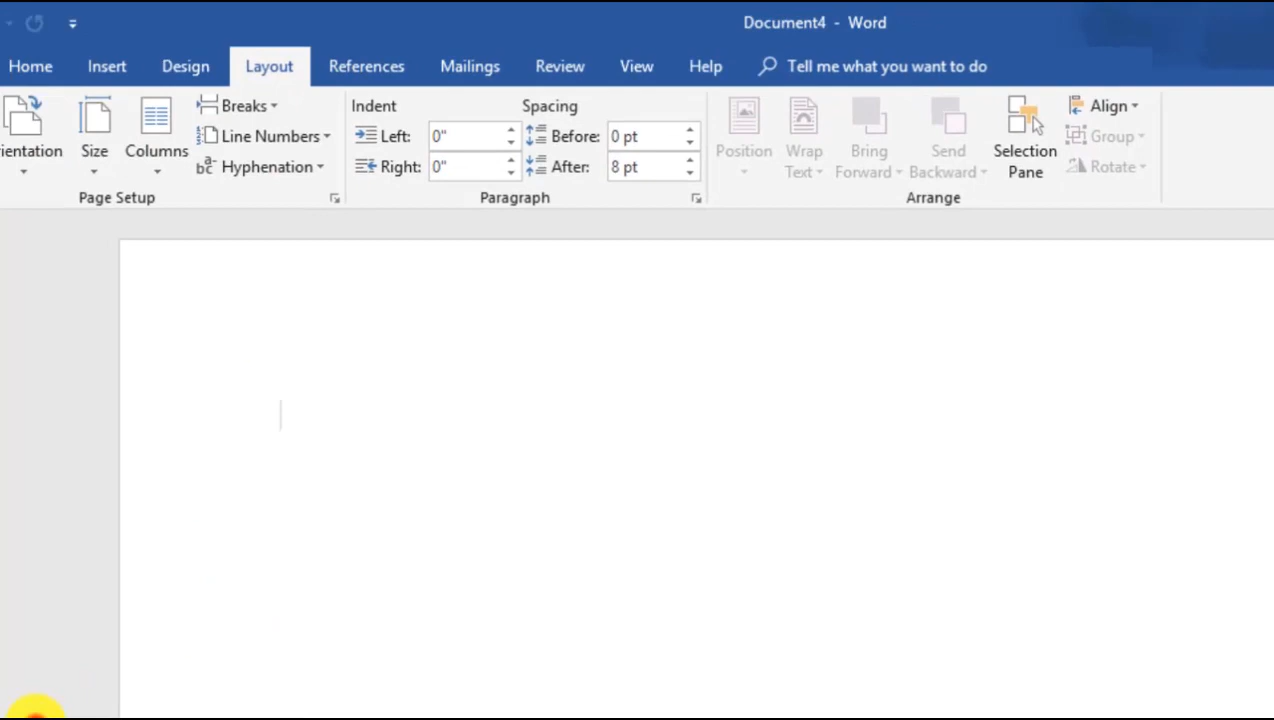 Document4 - Word
Home Insert Design Layout References Mailings Review View Help Tell me what you want to do
Breaks Indent Spacing Align
Line Numbers Left: 0" Before: 0 pt Group
ientation Size Columns Position Wrap Bring Send Selection
Hyphenation Right: 0" After: 8 pt Text Forward Backward Pane Rotate
Page Setup Paragraph Arrange